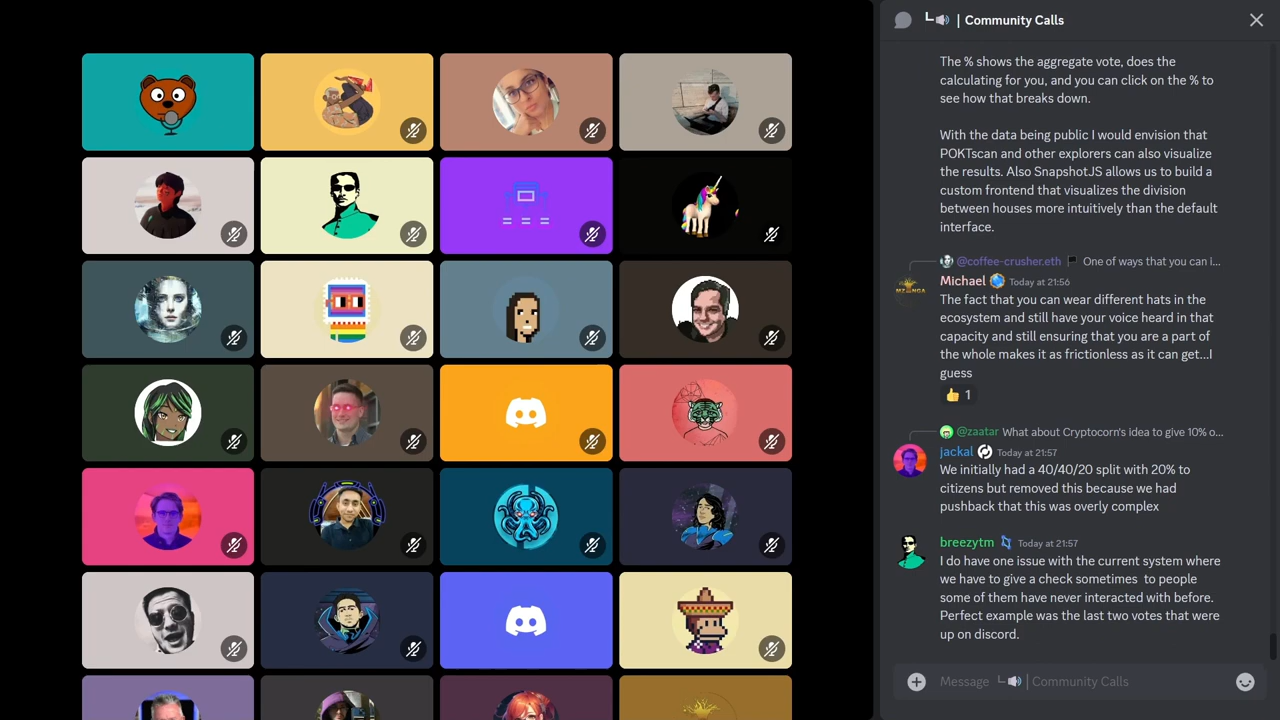 Community Calls
The % shows the aggregate vote, does the
calculating for you, and you can click on the % to
see how that breaks down.
With the data being public I would envision that
POKTscan and other explorers can also visualize
the results. Also SnapshotJS allows us to build a
custom frontend that visualizes the division
between houses more intuitively than the default
interface.
@coffee-crusher.eth One of ways that you can i...
Michael Today at 21:56
The fact that you can wear different hats in the
ecosystem and still have your voice heard in that
capacity and still ensuring that you are a part of
the whole makes it as frictionless as it can get...I
guess
1
@zaatar What about Cryptocorn's idea to give 10% o...
jackal Today at 21:57
We initially had a 40/40/20 split with 20% to
citizens but removed this because we had
pushback that this was overly complex
breezytm Today at 21:57
I do have one issue with the current system where
we have to give a check sometimes  to people
some of them have never interacted with before.
Perfect example was the last two votes that were
up on discord.
Message Community Calls